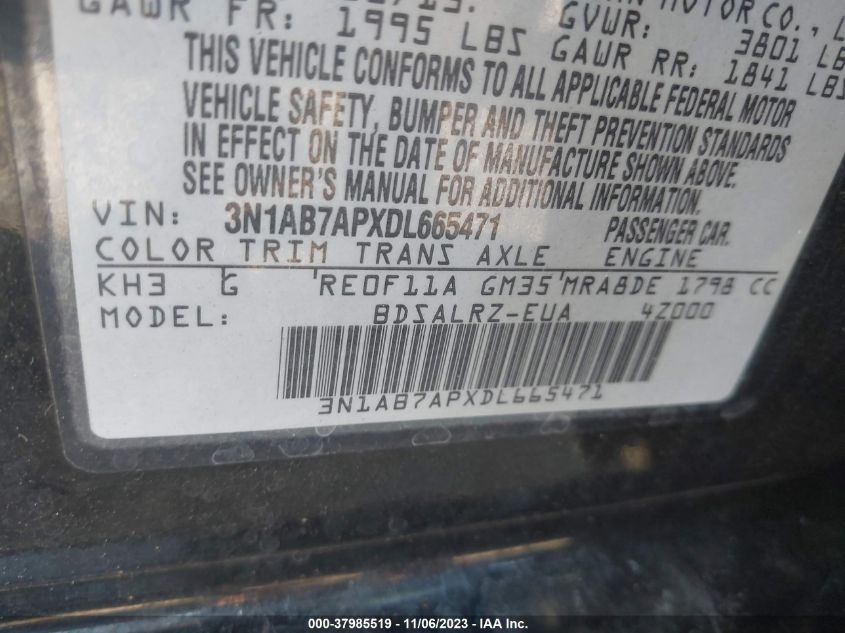 MOTOR CO., L
GAWR FR: 1995 LBS GVWR: 3801 LB
GAWR RR: 1841 LBS
THIS VEHICLE CONFORMS TO ALL APPLICABLE FEDERAL MOTOR
VEHICLE SAFETY, BUMPER AND THEFT PREVENTION STANDARDS
IN EFFECT ON THE DATE OF MANUFACTURE SHOWN ABOVE.
SEE OWNER'S MANUAL FOR ADDITIONAL INFORMATION.
VIN: 3N1AB7APXDL665471 PASSENGER CAR.
COLOR TRIM TRANS AXLE ENGINE
KH3 G RE0F11A GM35 MRA8DE 1798 CC
MODEL: BDSALRZ-EUA 4Z000
3N1AB7APXDL665471
000-37985519 - 11/06/2023 - IAA Inc.